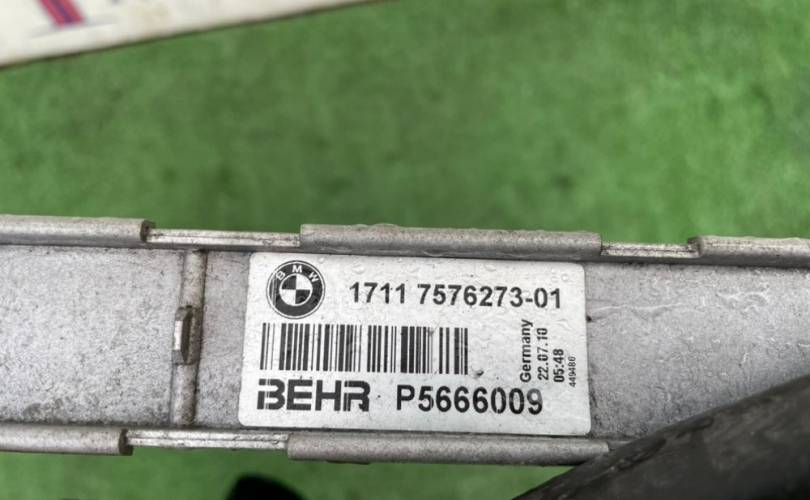 BMW
1711 7576273-01
BEHR P5666009
Germany
22.07.10
05:48
449486